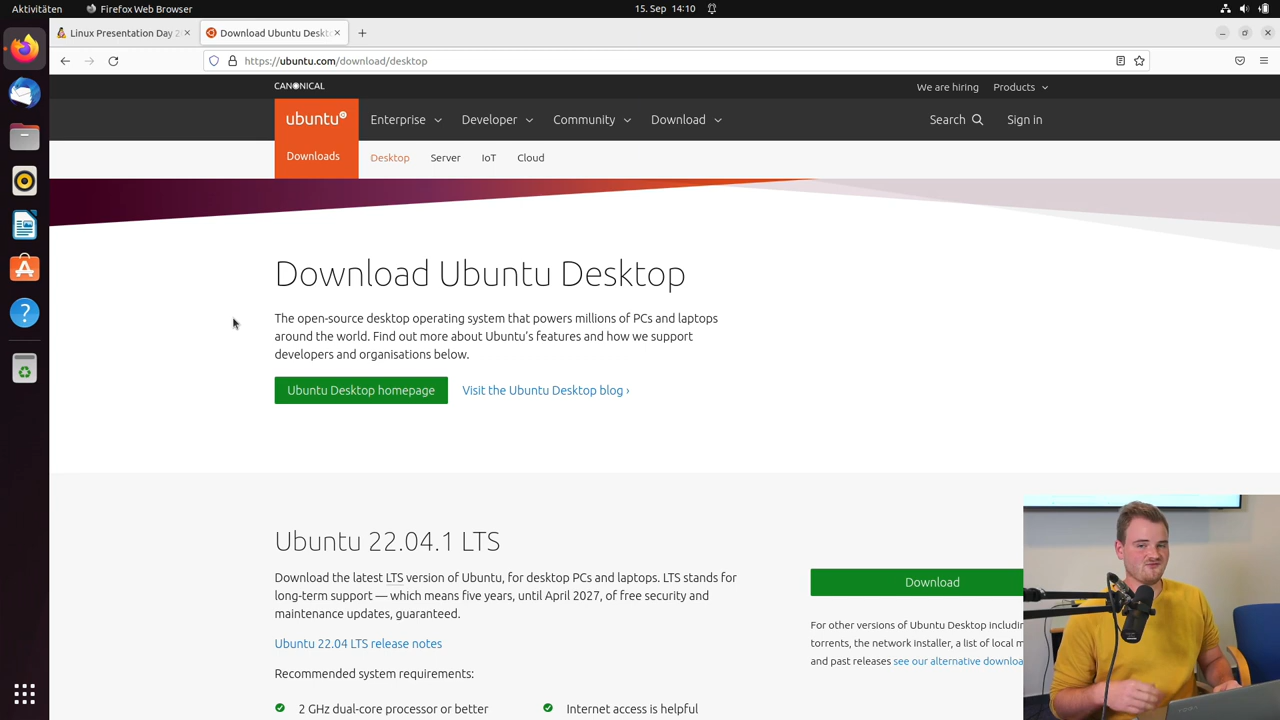 Aktivitäten
Firefox Web Browser
15. Sep 14:10
Linux Presentation Day 2
Download Ubuntu Deskt
https://ubuntu.com/download/desktop
CANONICAL
We are hiring
Products
ubuntu
Enterprise
Developer
Community
Download
Search
Sign in
Downloads
Desktop
Server
IoT
Cloud
Download Ubuntu Desktop
The open-source desktop operating system that powers millions of PCs and laptops
around the world. Find out more about Ubuntu's features and how we support
developers and organisations below.
Ubuntu Desktop homepage
Visit the Ubuntu Desktop blog ›
Ubuntu 22.04.1 LTS
Download the latest LTS version of Ubuntu, for desktop PCs and laptops. LTS stands for
long-term support — which means five years, until April 2027, of free security and
maintenance updates, guaranteed.
Ubuntu 22.04 LTS release notes
Recommended system requirements:
2 GHz dual-core processor or better
Internet access is helpful
Download
For other versions of Ubuntu Desktop includin
torrents, the network installer, a list of local m
and past releases see our alternative downloa